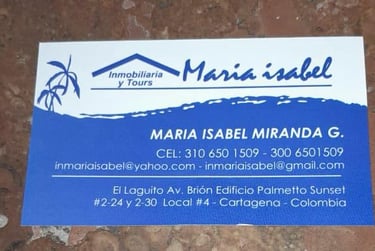 Inmobiliaria
y Tours
Maria isabel
MARIA ISABEL MIRANDA G.
CEL: 310 650 1509 - 300 6501509
inmariaisabel@yahoo.com - inmariaisabel@gmail.com
El Laguito Av. Brión Edificio Palmetto Sunset
#2-24 y 2-30 Local #4 - Cartagena - Colombia